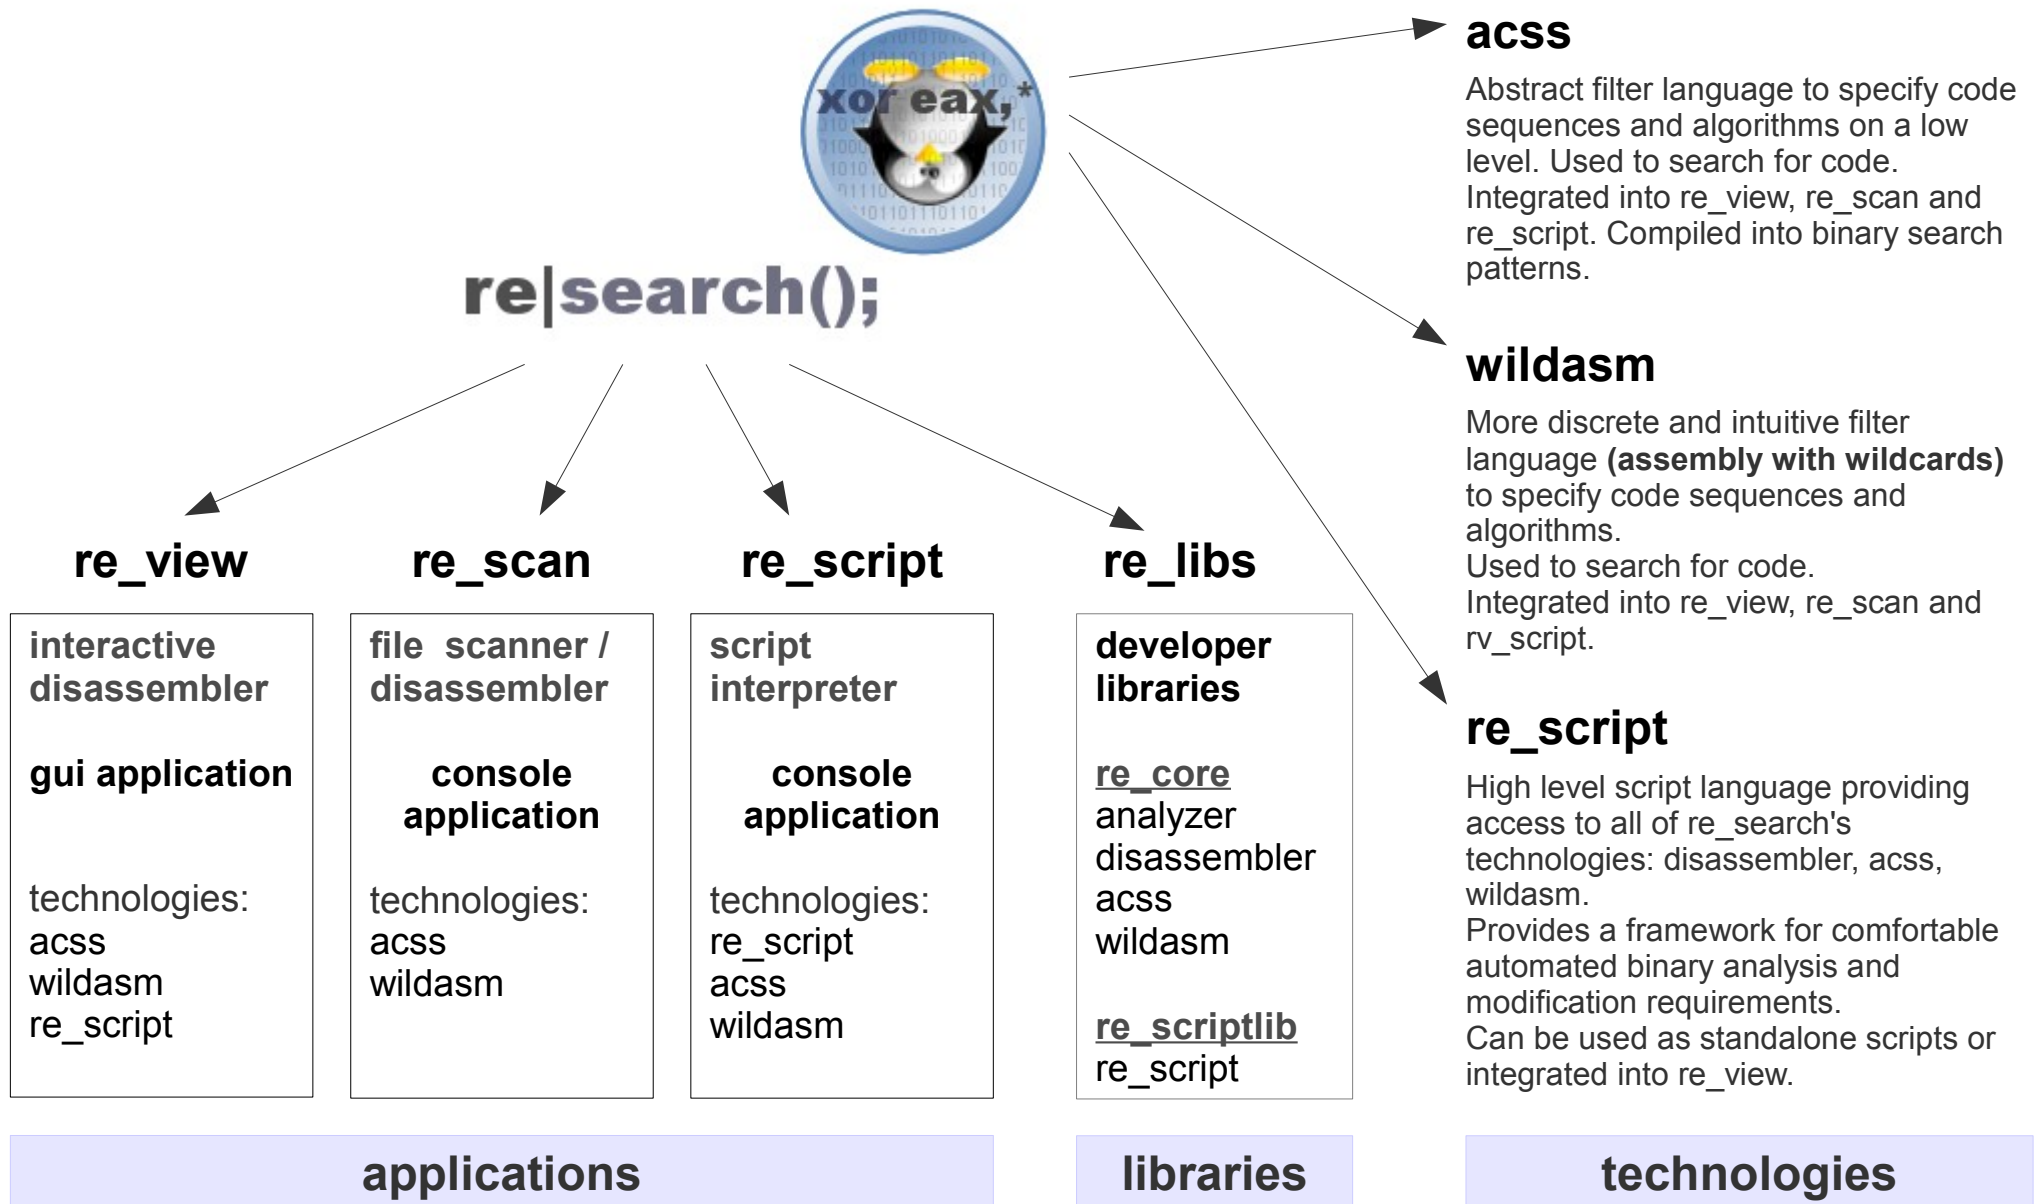 xor eax,*
re|search();
acss
Abstract filter language to specify code
sequences and algorithms on a low
level. Used to search for code.
Integrated into re_view, re_scan and
re_script. Compiled into binary search
patterns.
wildasm
More discrete and intuitive filter
language (assembly with wildcards)
to specify code sequences and
algorithms.
Used to search for code.
Integrated into re_view, re_scan and
rv_script.
re_script
High level script language providing
access to all of re_search's
technologies: disassembler, acss,
wildasm.
Provides a framework for comfortable
automated binary analysis and
modification requirements.
Can be used as standalone scripts or
integrated into re_view.
re_view
interactive
disassembler
gui application
technologies:
acss
wildasm
re_script
re_scan
file  scanner /
disassembler
console
application
technologies:
acss
wildasm
re_script
script
interpreter
console
application
technologies:
re_script
acss
wildasm
re_libs
developer
libraries
re_core
analyzer
disassembler
acss
wildasm
re_scriptlib
re_script
applications
libraries
technologies